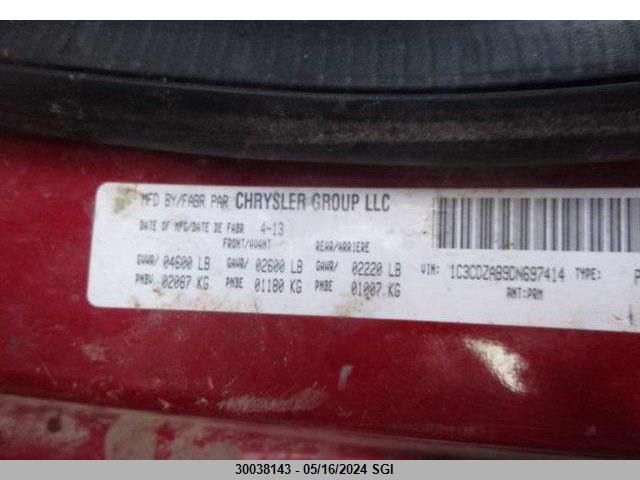 MFD BY/FABR PAR CHRYSLER GROUP LLC
DATE OF MFG/DATE DE FABR 4-13
FRONT/AVANT REAR/ARRIERE
GVWR/ 04600 LB GAWR/ 02600 LB GAWR/ 02220 LB VIN: 1C3CDZAB9DN697414 TYPE: P
PNBV 02087 KG PNBE 01180 KG PNBE 01007 KG PNT:PRM
30038143 - 05/16/2024 SGI